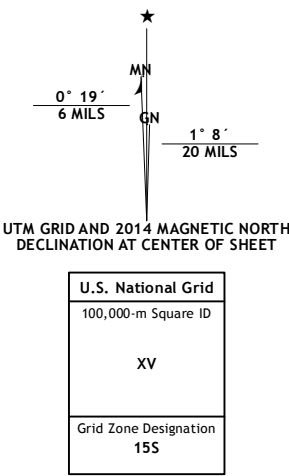 MN
0° 19´
6 MILS
GN
1° 8´
20 MILS
UTM GRID AND 2014 MAGNETIC NORTH
DECLINATION AT CENTER OF SHEET
U.S. National Grid
100,000-m Square ID
XV
Grid Zone Designation
15S